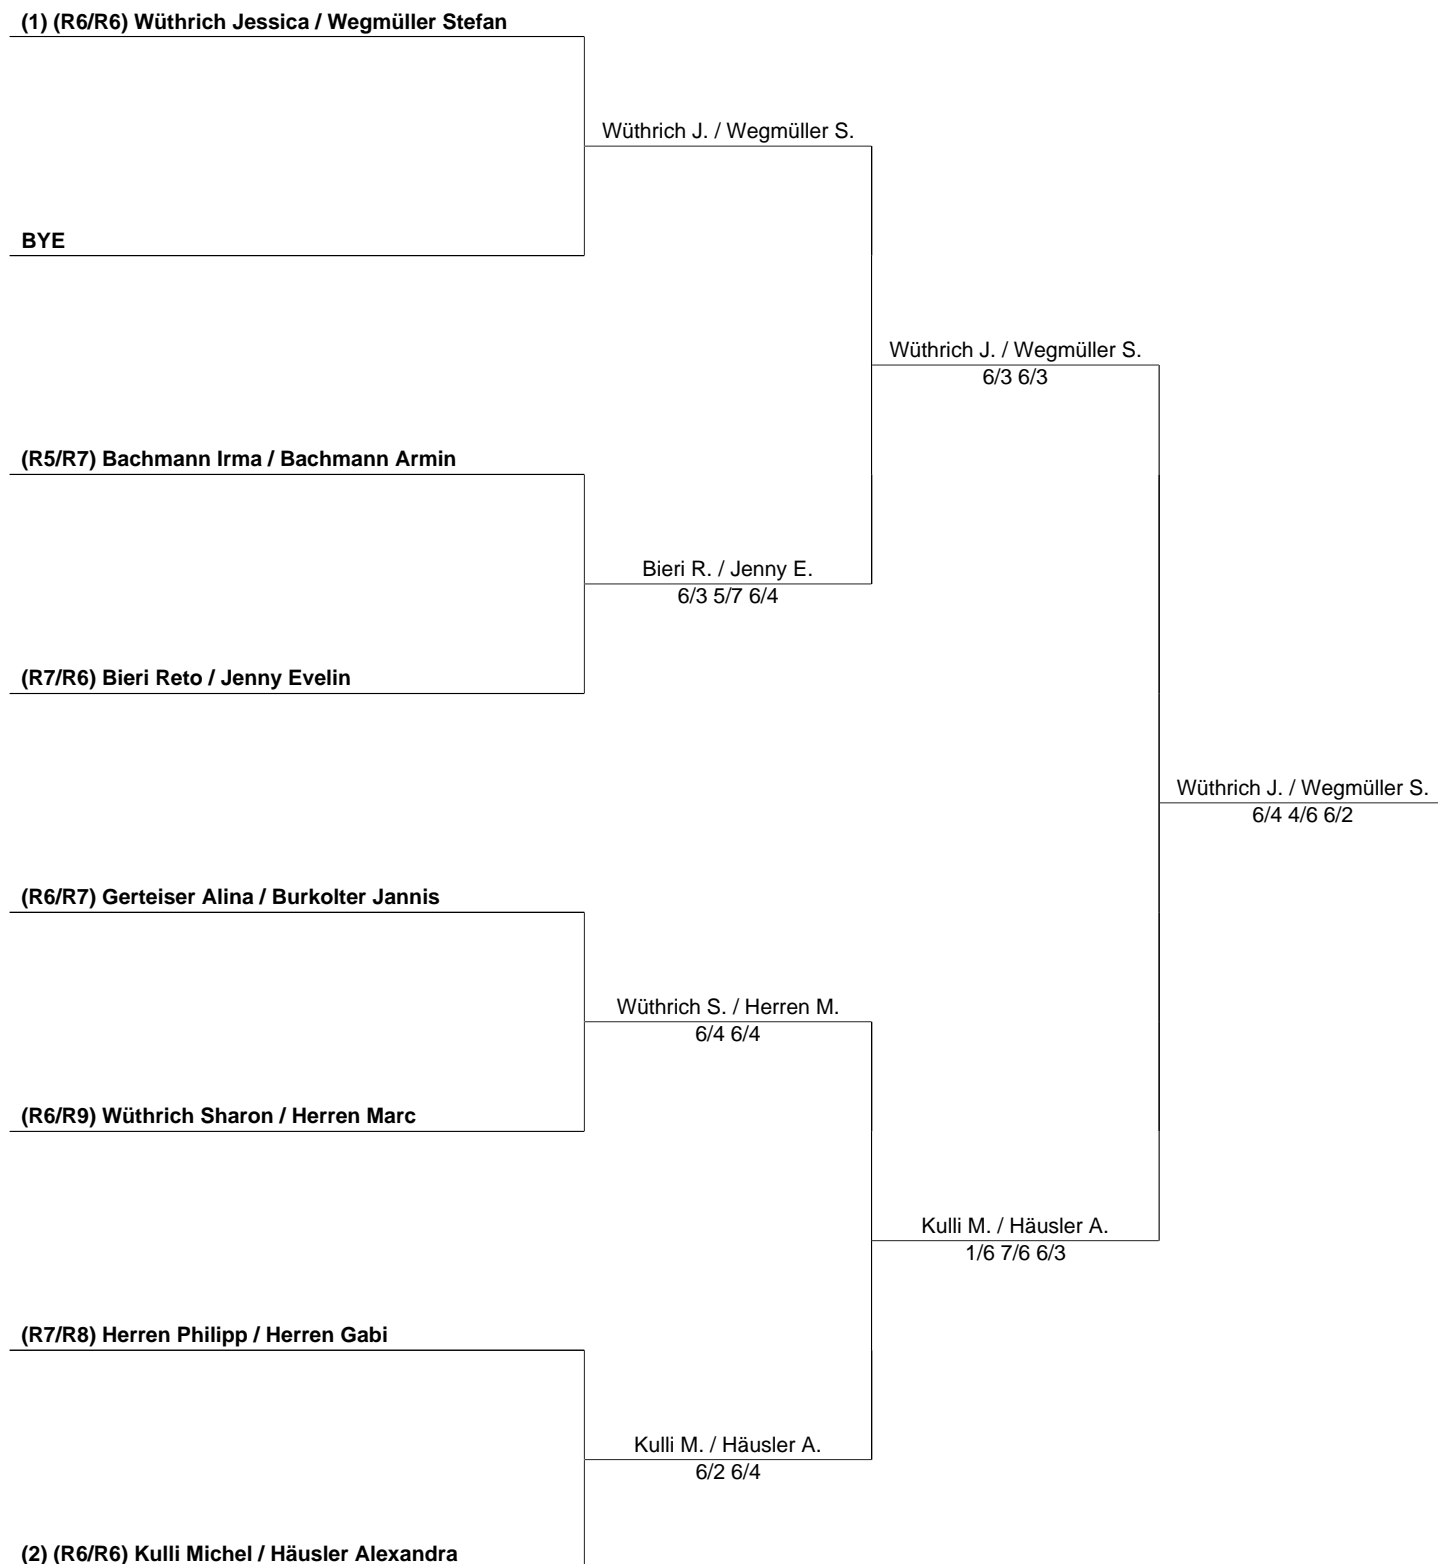 (1) (R6/R6) Wüthrich Jessica / Wegmüller Stefan
Wüthrich J. / Wegmüller S.
BYE
Wüthrich J. / Wegmüller S.
6/3 6/3
(R5/R7) Bachmann Irma / Bachmann Armin
Bieri R. / Jenny E.
6/3 5/7 6/4
(R7/R6) Bieri Reto / Jenny Evelin
Wüthrich J. / Wegmüller S.
6/4 4/6 6/2
(R6/R7) Gerteiser Alina / Burkolter Jannis
Wüthrich S. / Herren M.
6/4 6/4
(R6/R9) Wüthrich Sharon / Herren Marc
Kulli M. / Häusler A.
1/6 7/6 6/3
(R7/R8) Herren Philipp / Herren Gabi
Kulli M. / Häusler A.
6/2 6/4
(2) (R6/R6) Kulli Michel / Häusler Alexandra